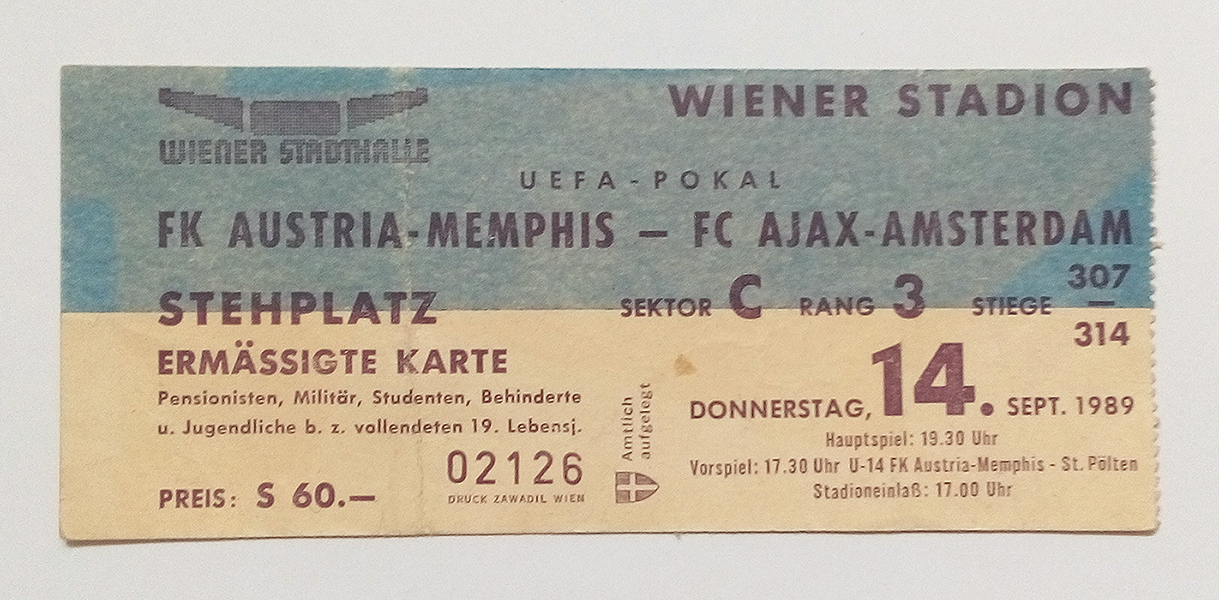 WIENER STADTHALLE
WIENER STADION
UEFA-POKAL
FK AUSTRIA-MEMPHIS — FC AJAX-AMSTERDAM
STEHPLATZ
SEKTOR C RANG 3 STIEGE 307 — 314
ERMÄSSIGTE KARTE
Pensionisten, Militär, Studenten, Behinderte
u. Jugendliche b. z. vollendeten 19. Lebensj.
02126
DRUCK ZAWADIL WIEN
PREIS: S 60.—
Amtlich
aufgelegt
DONNERSTAG, 14. SEPT. 1989
Hauptspiel: 19.30 Uhr
Vorspiel: 17.30 Uhr U-14 FK Austria-Memphis - St. Pölten
Stadioneinlaß: 17.00 Uhr